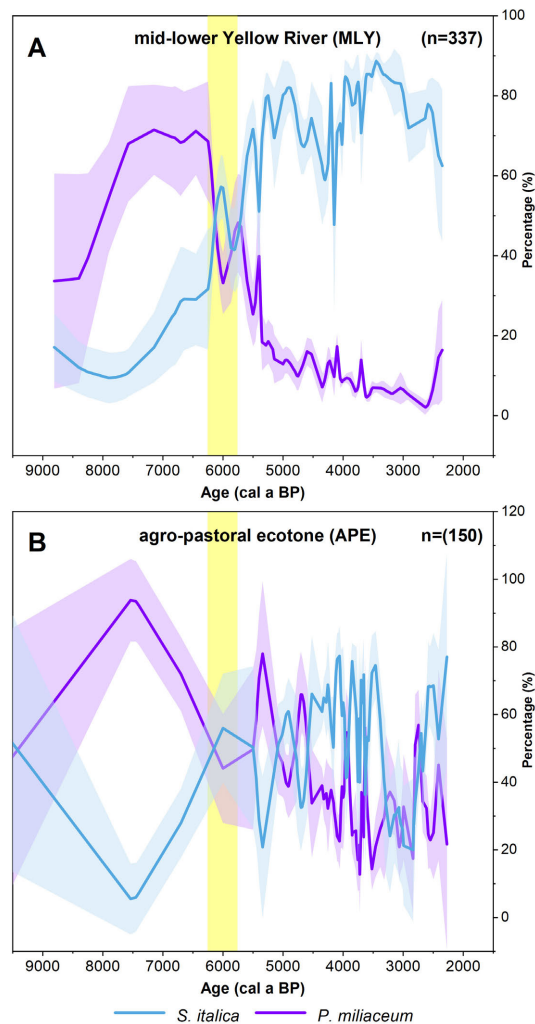 A
mid-lower Yellow River (MLY) (n=337)
100
80
60
40
20
0
Percentage (%)
9000 8000 7000 6000 5000 4000 3000 2000
Age (cal a BP)
B
agro-pastoral ecotone (APE) n=(150)
120
100
80
60
40
20
0
Percentage (%)
9000 8000 7000 6000 5000 4000 3000 2000
Age (cal a BP)
S. italica P. miliaceum